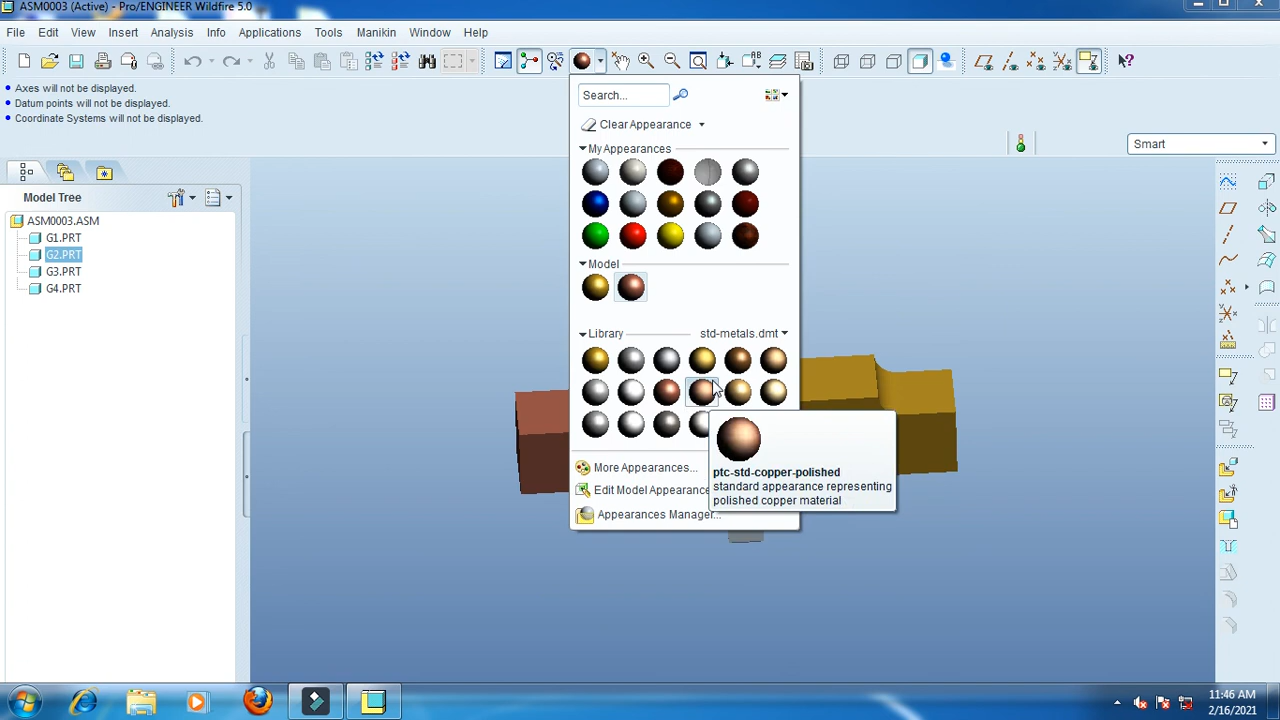 ASM0003 (Active) - Pro/ENGINEER Wildfire 5.0
File Edit View Insert Analysis Info Applications Tools Manikin Window Help
Axes will not be displayed.
Datum points will not be displayed.
Coordinate Systems will not be displayed.
Search...
Clear Appearance
Smart
My Appearances
Model Tree
ASM0003.ASM
G1.PRT
G2.PRT
G3.PRT
G4.PRT
Model
Library std-metals.dmt
ptc-std-copper-polished
standard appearance representing
polished copper material
More Appearances...
Edit Model Appearance
Appearances Manager...
11:46 AM
2/16/2021